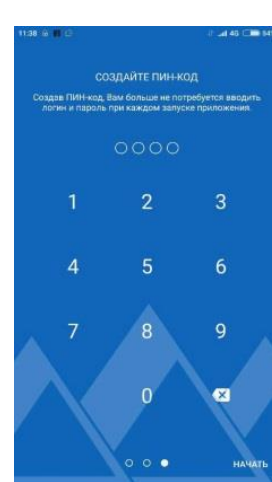 11:38
4G 94%
СОЗДАЙТЕ ПИН-КОД
Создав ПИН-код, Вам больше не потребуется вводить
логин и пароль при каждом запуске приложения.
1 2 3
4 5 6
7 8 9
0
НАЧАТЬ